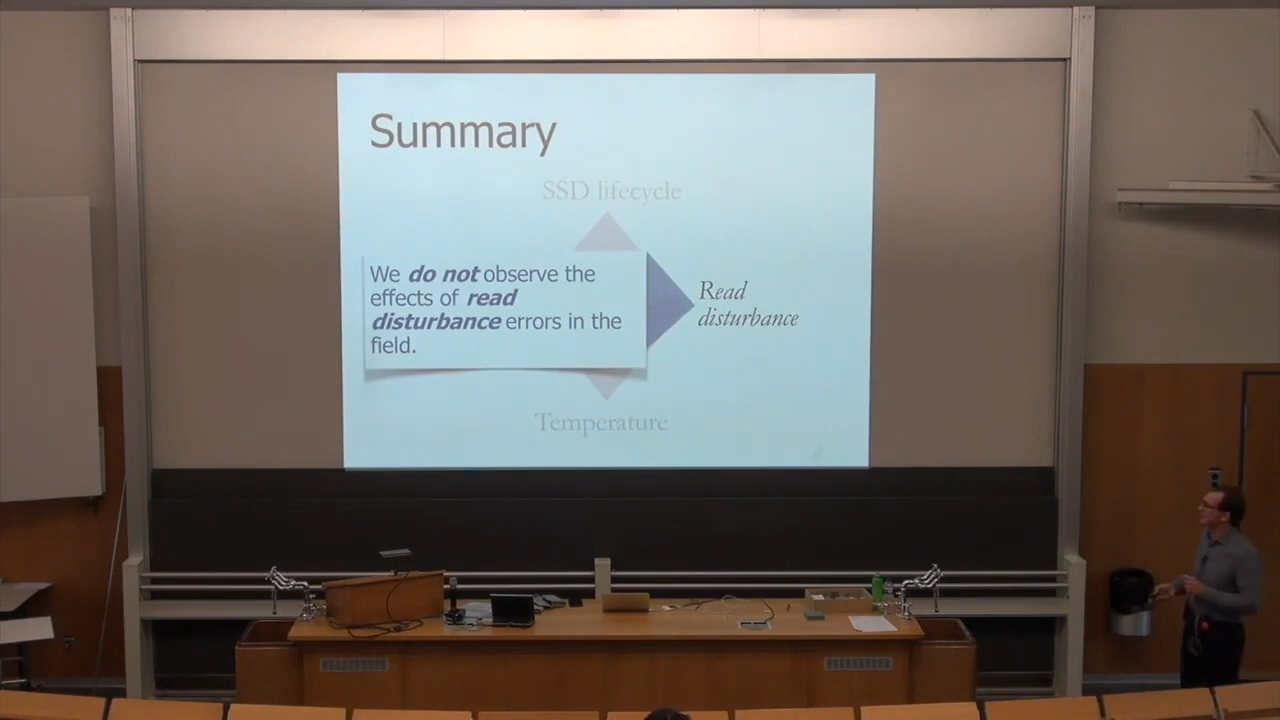 Summary
SSD lifecycle
We do not observe the
effects of read
disturbance errors in the
field.
Read
disturbance
Temperature